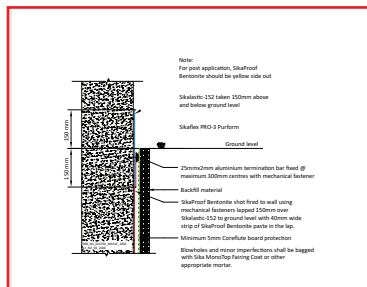 Note:
For post application, SikaProof
Bentonite should be yellow side out
Sikalastic-152 taken 150mm above
and below ground level
150 mm
Sikaflex PRO-3 Purform
Ground level
150mm
25mmx2mm aluminium termination bar fixed @
maximum 300mm centres with mechanical fastener
Backfill material
SikaProof Bentonite shot fired to wall using
mechanical fasteners lapped 150mm over
Sikalastic-152 to ground level with 40mm wide
strip of SikaProof Bentonite paste in the lap.
Minimum 5mm Coreflute board protection
Blowholes and minor imperfections shall be bagged
with Sika MonoTop Fairing Coat or other
appropriate mortar.